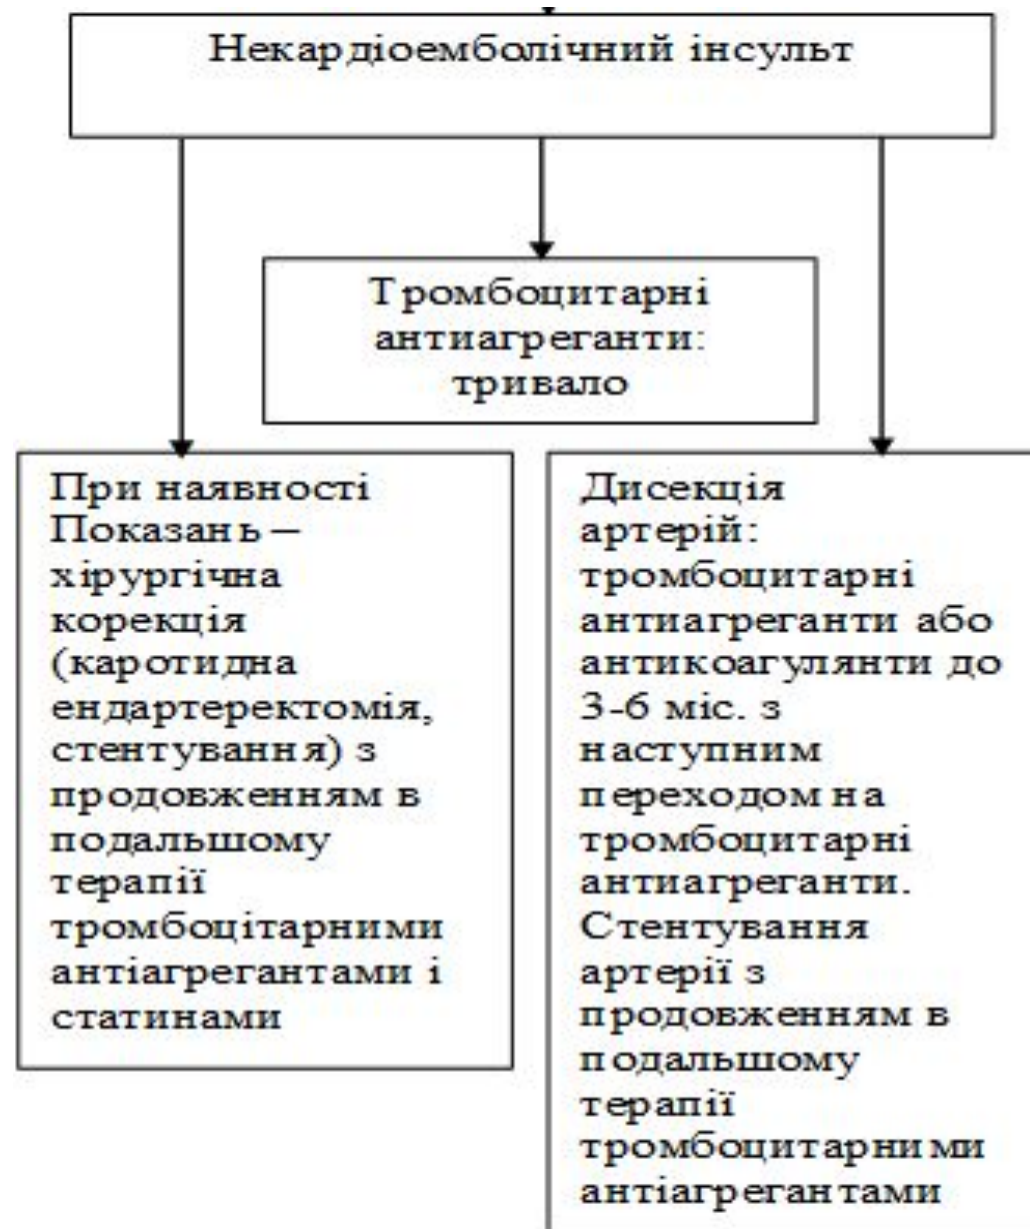 Некардіоемболічний інсульт
Тромбоцитарні
антиагреганти:
тривало
При наявності
Показань –
хірургічна
корекція
(каротидна
ендартеректомія,
стентування) з
продовженням в
подальшому
терапії
тромбоцітарними
антіагрегантами і
статинами
Дисекція
артерій:
тромбоцитарні
антиагреганти або
антикоагулянти до
3-6 міс. з
наступним
переходом на
тромбоцитарні
антиагреганти.
Стентування
артерії з
продовженням в
подальшому
терапії
тромбоцитарними
антіагрегантами